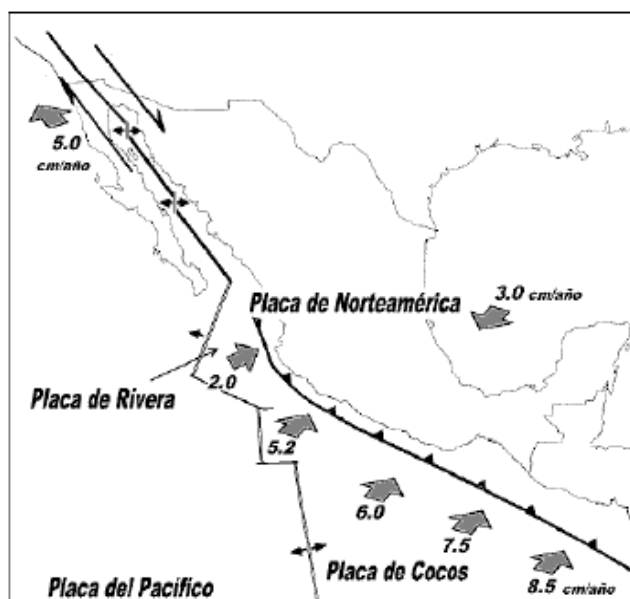 5.0
cm/año
3.0 cm/año
Placa de Norteamérica
2.0
Placa de Rivera
5.2
6.0
7.5
Placa de Cocos
8.5 cm/año
Placa del Pacífico